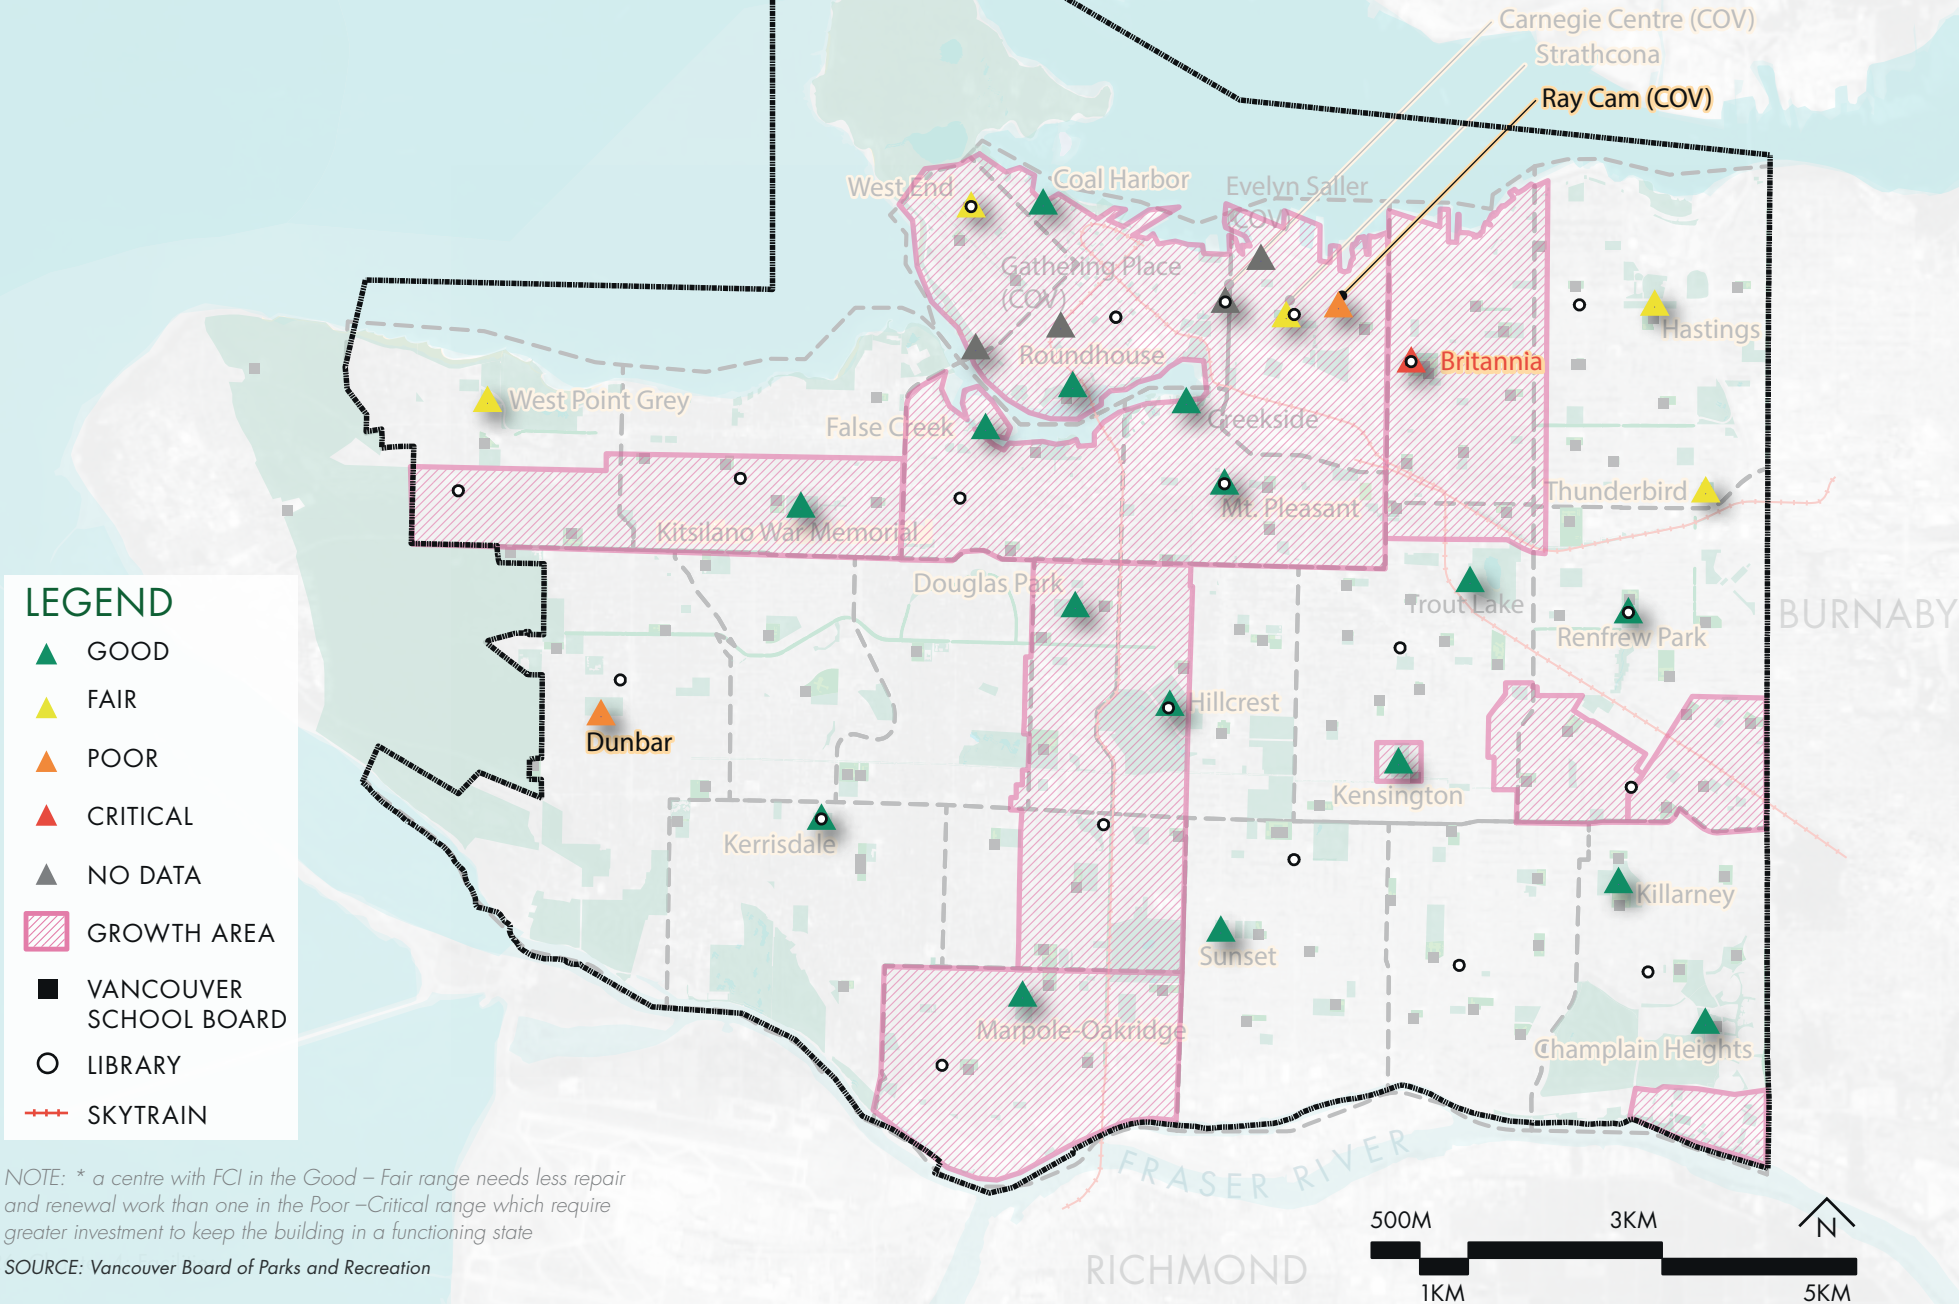 Carnegie Centre (COV)
Strathcona
Ray Cam (COV)
West End
Coal Harbor
Evelyn Saller
(COV)
Gathering Place
(COV)
Roundhouse
Hastings
Britannia
West Point Grey
False Creek
Creekside
Thunderbird
Mt. Pleasant
Kitsilano War Memorial
Douglas Park
Trout Lake
BURNABY
Renfrew Park
Hillcrest
Dunbar
Kensington
Kerrisdale
Killarney
Sunset
Marpole-Oakridge
Champlain Heights
FRASER RIVER
RICHMOND
LEGEND
GOOD
FAIR
POOR
CRITICAL
NO DATA
GROWTH AREA
VANCOUVER
SCHOOL BOARD
LIBRARY
SKYTRAIN
NOTE: * a centre with FCI in the Good – Fair range needs less repair
and renewal work than one in the Poor –Critical range which require
greater investment to keep the building in a functioning state
SOURCE: Vancouver Board of Parks and Recreation
500M
3KM
N
1KM
5KM